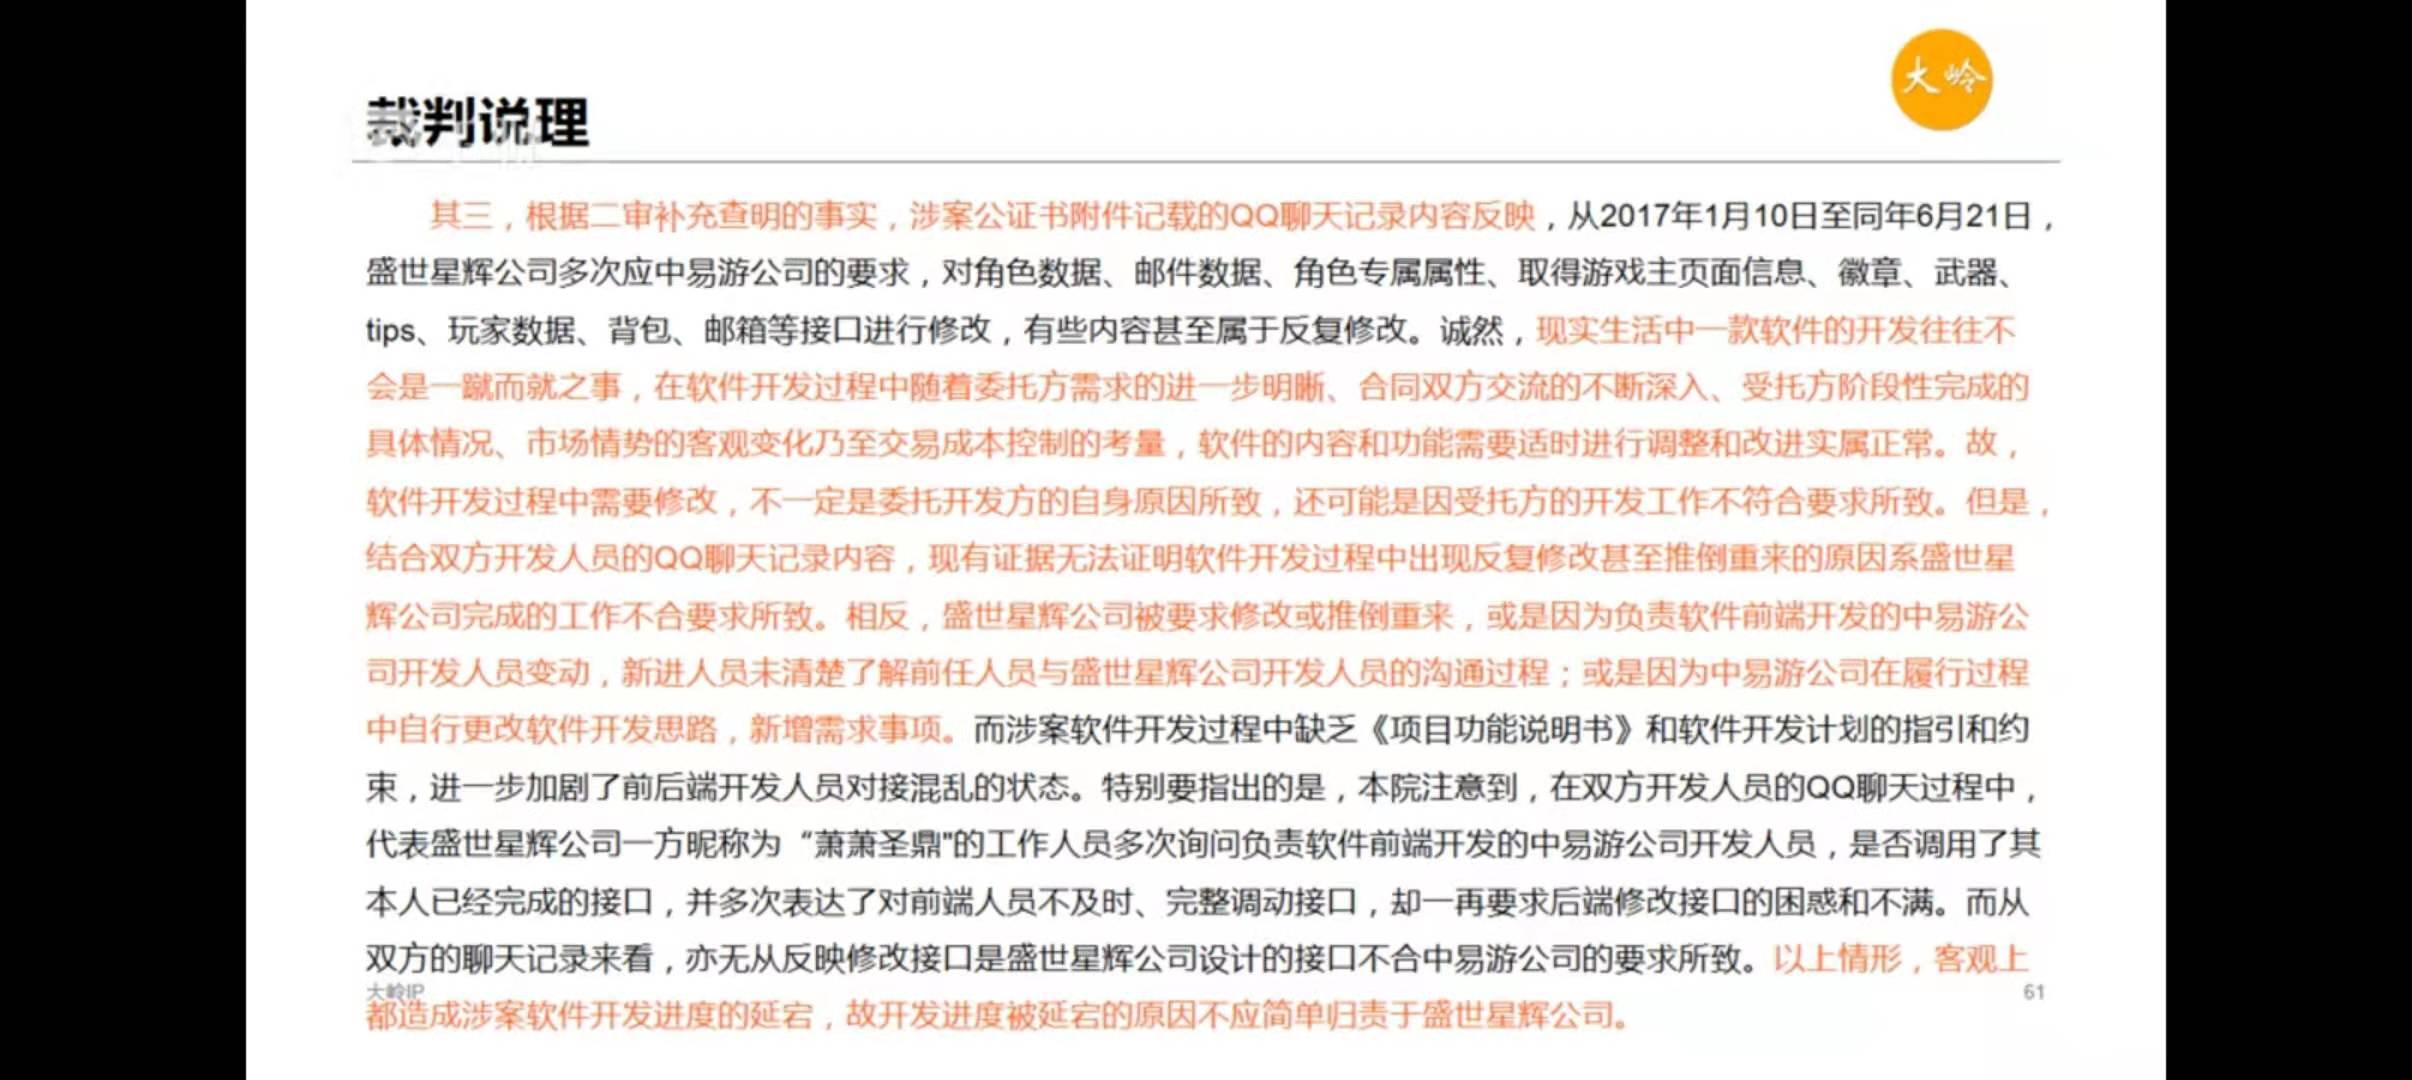 大岭
裁判说理
其三，根据二审补充查明的事实，涉案公证书附件记载的QQ聊天记录内容反映，从2017年1月10日至同年6月21日，
盛世星辉公司多次应中易游公司的要求，对角色数据、邮件数据、角色专属属性、取得游戏主页面信息、徽章、武器、
tips、玩家数据、背包、邮箱等接口进行修改，有些内容甚至属于反复修改。诚然，现实生活中一款软件的开发往往不
会是一蹴而就之事，在软件开发过程中随着委托方需求的进一步明晰、合同双方交流的不断深入、受托方阶段性完成的
具体情况、市场情势的客观变化乃至交易成本控制的考量，软件的内容和功能需要适时进行调整和改进实属正常。故，
软件开发过程中需要修改，不一定是委托开发方的自身原因所致，还可能是因受托方的开发工作不符合要求所致。但是，
结合双方开发人员的QQ聊天记录内容，现有证据无法证明软件开发过程中出现反复修改甚至推倒重来的原因系盛世星
辉公司完成的工作不合要求所致。相反，盛世星辉公司被要求修改或推倒重来，或是因为负责软件前端开发的中易游公
司开发人员变动，新进人员未清楚了解前任人员与盛世星辉公司开发人员的沟通过程；或是因为中易游公司在履行过程
中自行更改软件开发思路，新增需求事项。而涉案软件开发过程中缺乏《项目功能说明书》和软件开发计划的指引和约
束，进一步加剧了前后端开发人员对接混乱的状态。特别要指出的是，本院注意到，在双方开发人员的QQ聊天过程中，
代表盛世星辉公司一方昵称为“萧萧圣鼎"的工作人员多次询问负责软件前端开发的中易游公司开发人员，是否调用了其
本人已经完成的接口，并多次表达了对前端人员不及时、完整调动接口，却一再要求后端修改接口的困惑和不满。而从
双方的聊天记录来看，亦无从反映修改接口是盛世星辉公司设计的接口不合中易游公司的要求所致。以上情形，客观上
都造成涉案软件开发进度的延宕，故开发进度被延宕的原因不应简单归责于盛世星辉公司。
大岭IP
61